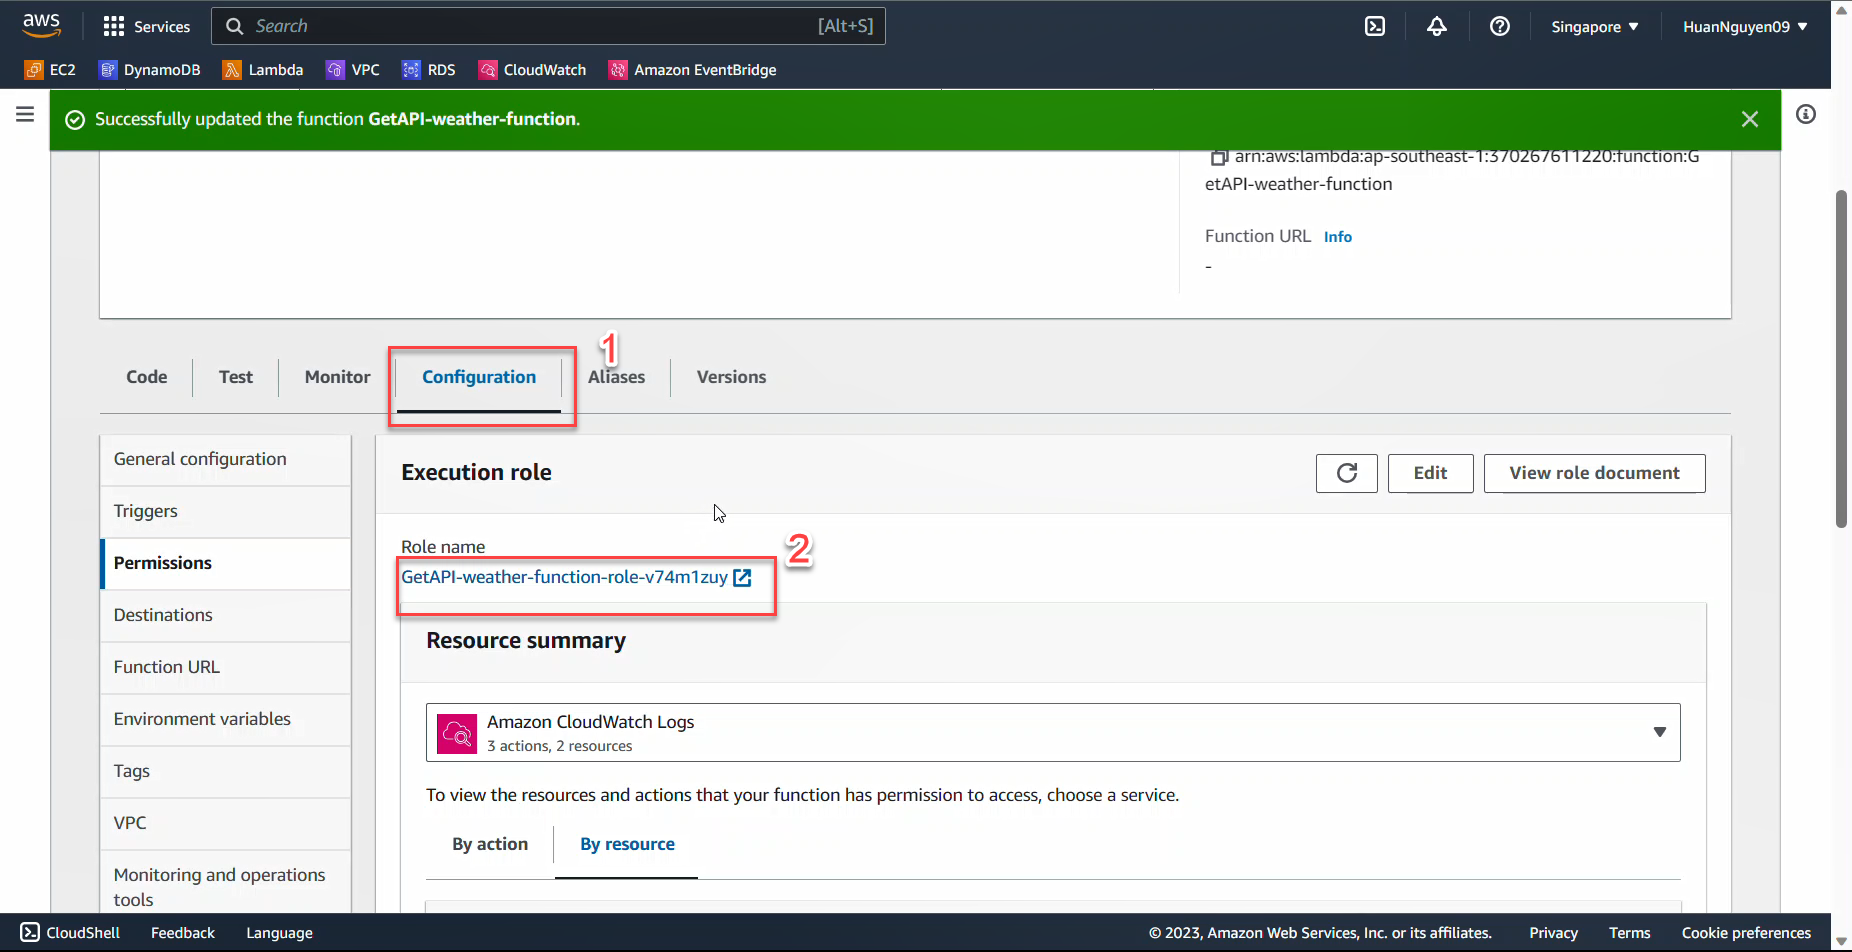 aws
Services
Search
[Alt+S]
Singapore
HuanNguyen09
EC2
DynamoDB
Lambda
VPC
RDS
CloudWatch
Amazon EventBridge
Successfully updated the function GetAPI-weather-function.
arn:aws:lambda:ap-southeast-1:370267611220:function:G
etAPI-weather-function
Function URL Info
-
1
Code
Test
Monitor
Configuration
Aliases
Versions
General configuration
Triggers
Permissions
Destinations
Function URL
Environment variables
Tags
VPC
Monitoring and operations
tools
Execution role
Edit
View role document
Role name
2
GetAPI-weather-function-role-v74m1zuy
Resource summary
Amazon CloudWatch Logs
3 actions, 2 resources
To view the resources and actions that your function has permission to access, choose a service.
By action
By resource
CloudShell
Feedback
Language
© 2023, Amazon Web Services, Inc. or its affiliates.
Privacy
Terms
Cookie preferences